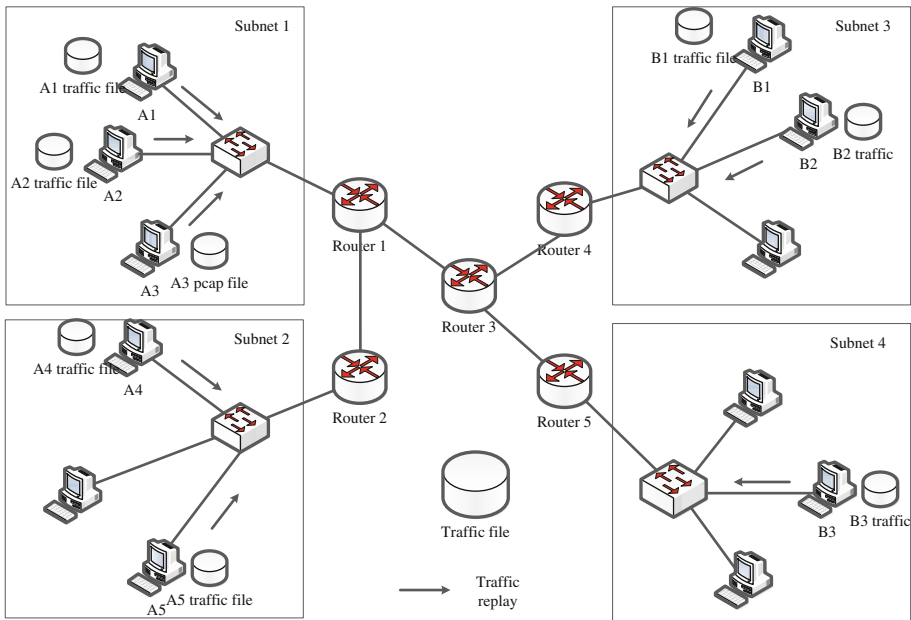 Subnet 1
A1 traffic file
A1
A2 traffic file
A2
A3
A3 pcap file
Subnet 2
A4 traffic file
A4
A5
A5 traffic file
Router 1
Router 2
Router 3
Router 4
Router 5
Traffic file
Traffic
replay
Subnet 3
B1 traffic file
B1
B2
B2 traffic
Subnet 4
B3
B3 traffic